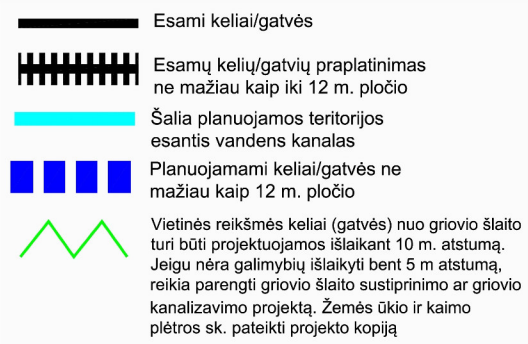 Esami keliai/gatvės
Esamų kelių/gatvių praplatinimas
ne mažiau kaip iki 12 m. pločio
Šalia planuojamos teritorijos
esantis vandens kanalas
Planuojamami keliai/gatvės ne
mažiau kaip 12 m. pločio
Vietinės reikšmės keliai (gatvės) nuo griovio šlaito
turi būti projektuojamos išlaikant 10 m. atstumą.
Jeigu nėra galimybių išlaikyti bent 5 m atstumą,
reikia parengti griovio šlaito sustiprinimo ar griovio
kanalizavimo projektą. Žemės ūkio ir kaimo
plėtros sk. pateikti projekto kopiją